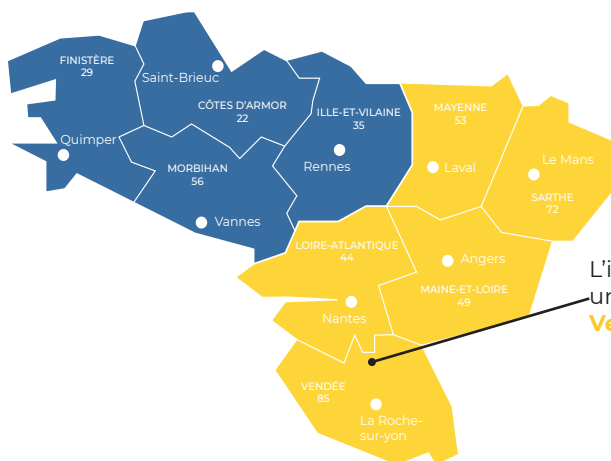 FINISTÈRE
29
Saint-Brieuc
CÔTES D'ARMOR
22
ILLE-ET-VILAINE
35
MAYENNE
53
Quimper
MORBIHAN
56
Rennes
Laval
Le Mans
SARTHE
72
Vannes
LOIRE-ATLANTIQUE
44
Angers
MAINE-ET-LOIRE
49
Nantes
VENDÉE
85
La Roche-
sur-yon